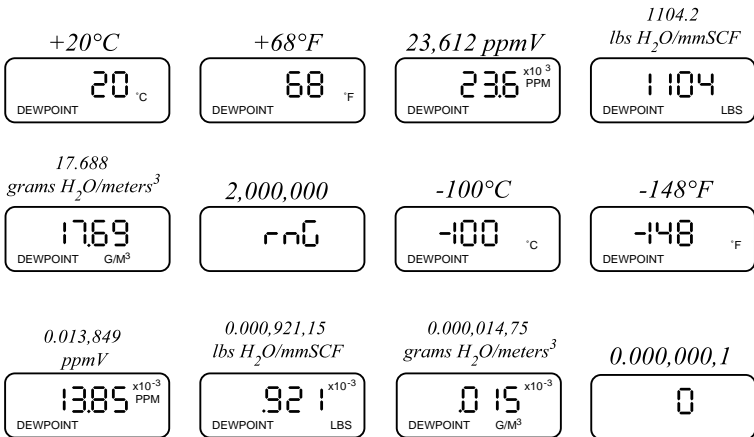 +20°C
20 °C
DEWPOINT
+68°F
68 °F
DEWPOINT
23,612 ppmV
23.6 x10 3
PPM
DEWPOINT
1104.2
lbs H2O/mmSCF
1104
DEWPOINT LBS
17.688
grams H2O/meters3
17.69
DEWPOINT G/M3
2,000,000
rnG
-100°C
-100 °C
DEWPOINT
-148°F
-148 °F
DEWPOINT
0.013,849
ppmV
13.85 x10-3
PPM
DEWPOINT
0.000,921,15
lbs H2O/mmSCF
.921 x10-3
DEWPOINT LBS
0.000,014,75
grams H2O/meters3
.015 x10-3
DEWPOINT G/M3
0.000,000,1
0